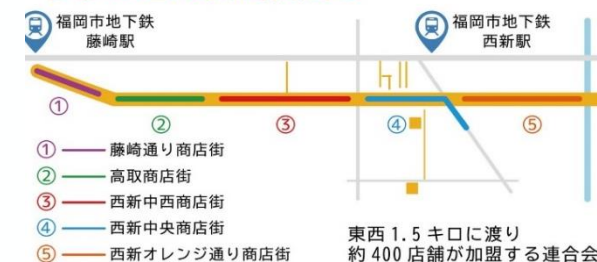 福岡市地下鉄
藤崎駅
福岡市地下鉄
西新駅
①
②
③
④
⑤
① 藤崎通り商店街
② 高取商店街
③ 西新中西商店街
④ 西新中央商店街
⑤ 西新オレンジ通り商店街
東西1.5キロに渡り
約400店舗が加盟する連合会